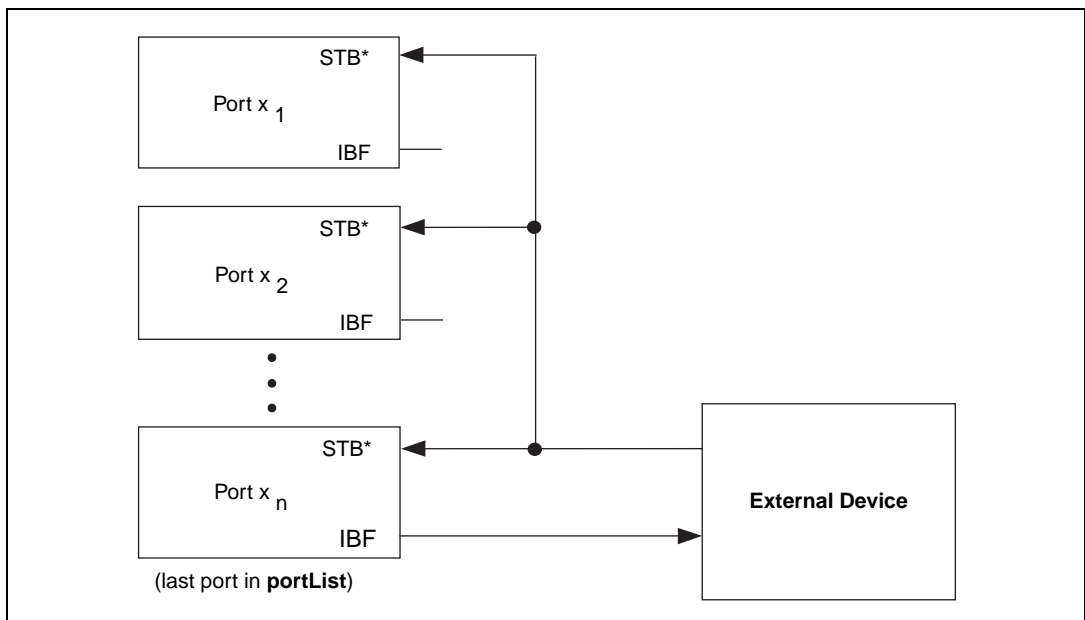 STB*
Port x 1
IBF
STB*
Port x 2
IBF
STB*
Port x n
IBF
(last port in portList)
External Device